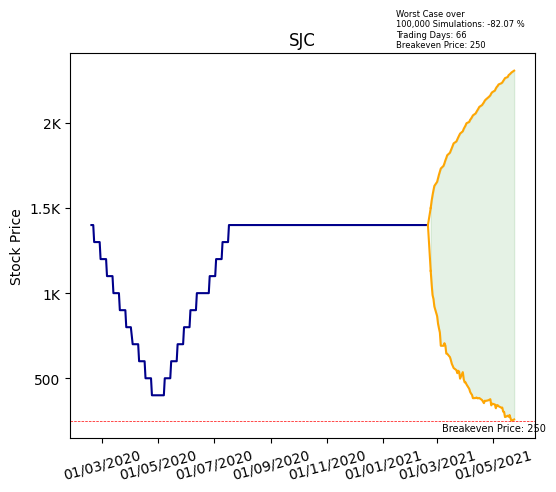 Worst Case over
100,000 Simulations: -82.07 %
Trading Days: 66
Breakeven Price: 250
SJC
Stock Price
2K
1.5K
1K
500
Breakeven Price: 250
01/03/2020
01/05/2020
01/07/2020
01/09/2020
01/11/2020
01/01/2021
01/03/2021
01/05/2021